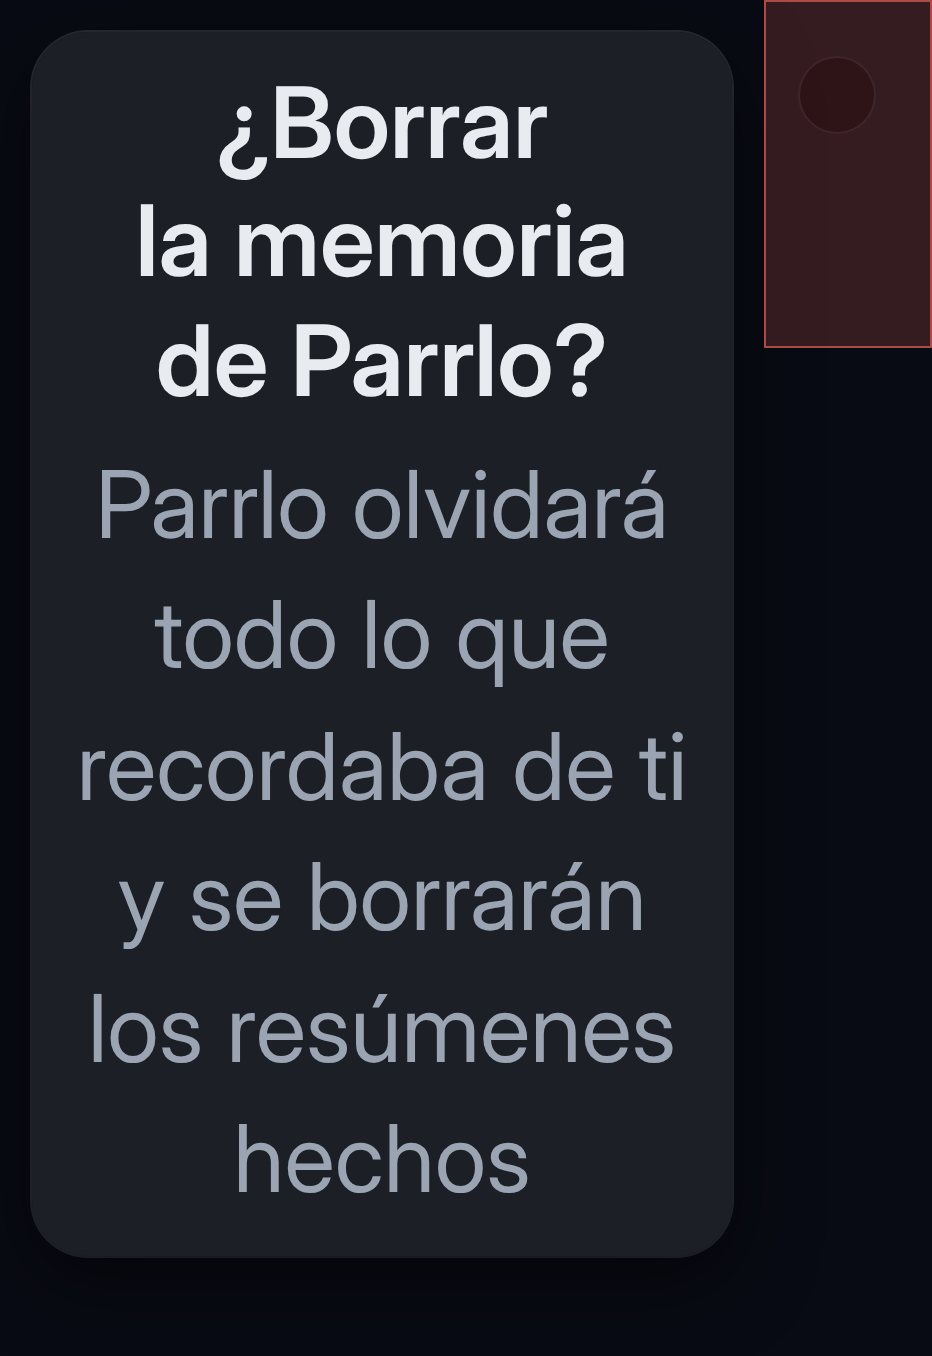 ¿Borrar
la memoria
de Parrlo?
Parrlo olvidará
todo lo que
recordaba de ti
y se borrarán
los resúmenes
hechos